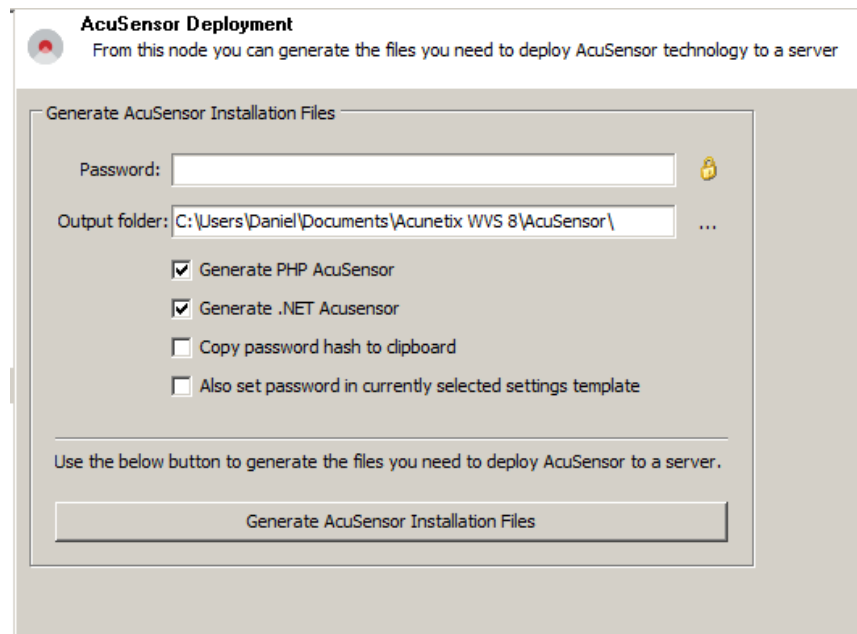 AcuSensor Deployment
From this node you can generate the files you need to deploy AcuSensor technology to a server
Generate AcuSensor Installation Files
Password:
Output folder: C:\Users\Daniel\Documents\Acunetix WVS 8\AcuSensor\ ...
Generate PHP AcuSensor
Generate .NET Acusensor
Copy password hash to clipboard
Also set password in currently selected settings template
Use the below button to generate the files you need to deploy AcuSensor to a server.
Generate AcuSensor Installation Files